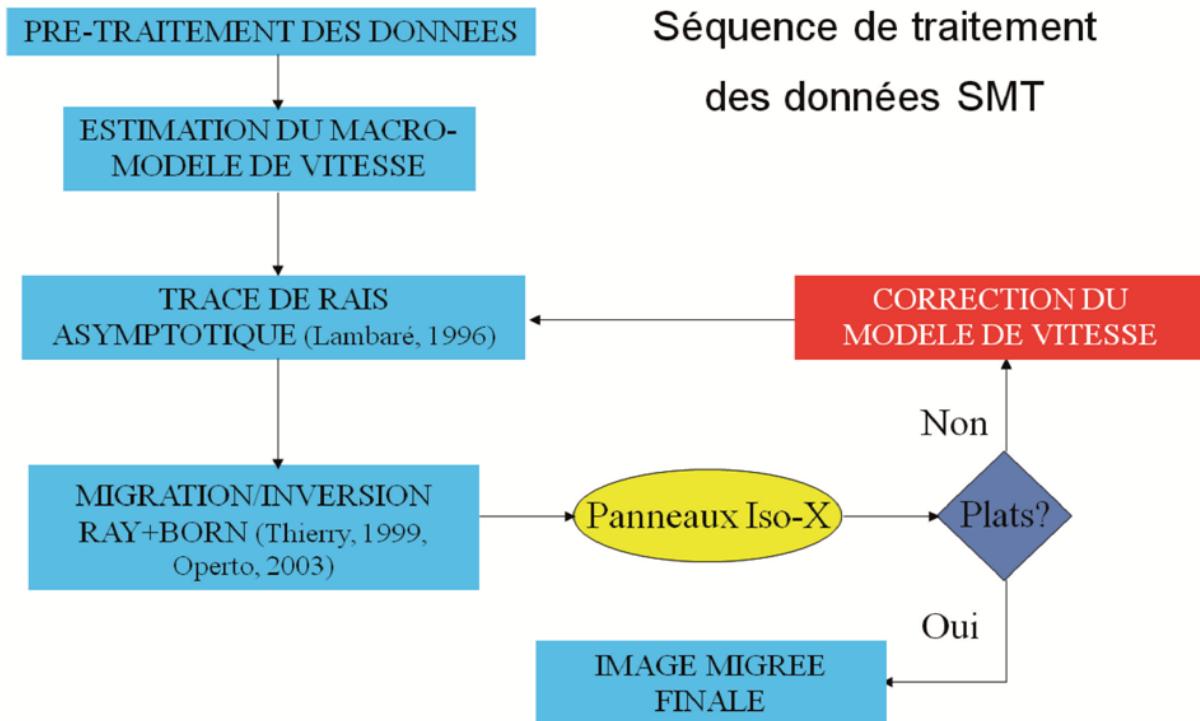 Séquence de traitement
des données SMT
PRE-TRAITEMENT DES DONNEES
ESTIMATION DU MACRO-
MODELE DE VITESSE
TRACE DE RAIS
ASYMPTOTIQUE (Lambaré, 1996)
CORRECTION DU
MODELE DE VITESSE
Non
MIGRATION/INVERSION
RAY+BORN (Thierry, 1999,
Operto, 2003)
Panneaux Iso-X
Plats?
Oui
IMAGE MIGREE
FINALE